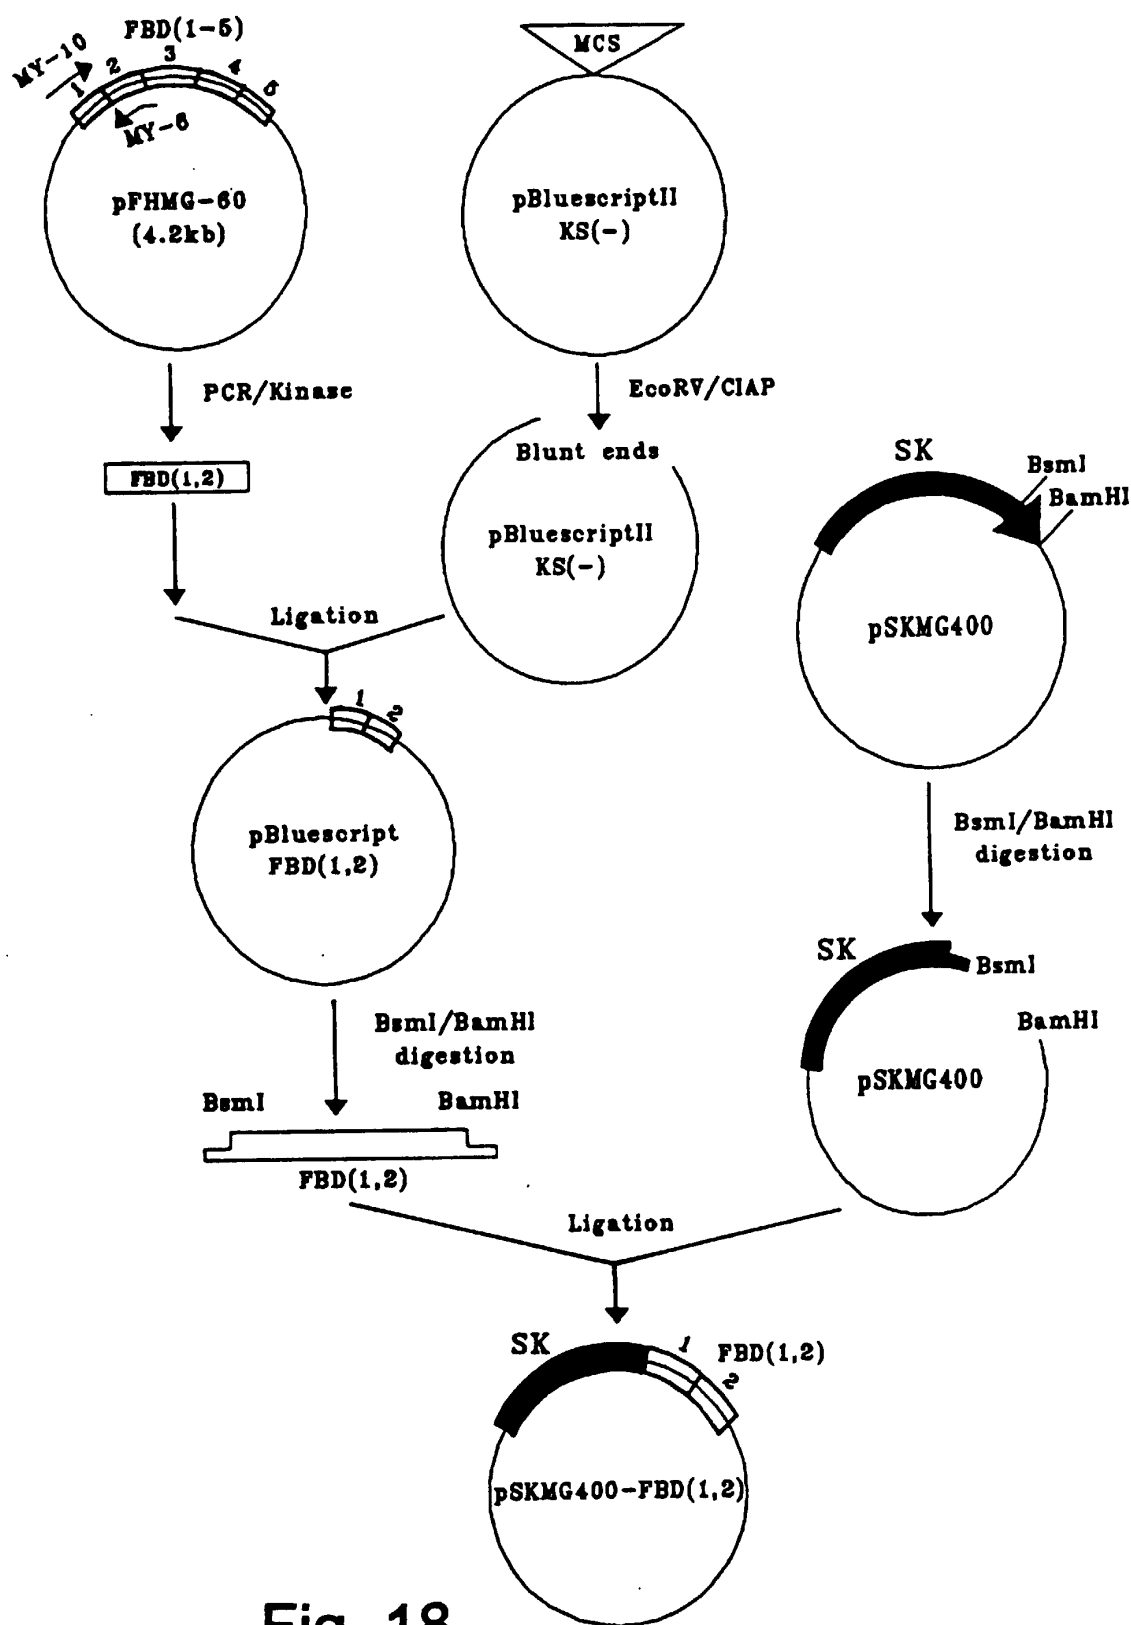 FBD(1-5)
MY-10
1 2 3 4 5
MY-6
pFHMG-60
(4.2kb)
MCS
pBluescriptII
KS(-)
PCR/Kinase
EcoRV/CIAP
FBD(1,2)
Blunt ends
pBluescriptII
KS(-)
SK
BsmI
BamHI
pSKMG400
Ligation
1 2
pBluescript
FBD(1,2)
BsmI/BamHI
digestion
SK
BsmI
BamHI
pSKMG400
BsmI/BamHI
digestion
BsmI
BamHI
FBD(1,2)
Ligation
SK
1
2
FBD(1,2)
pSKMG400-FBD(1,2)
Fig. 18